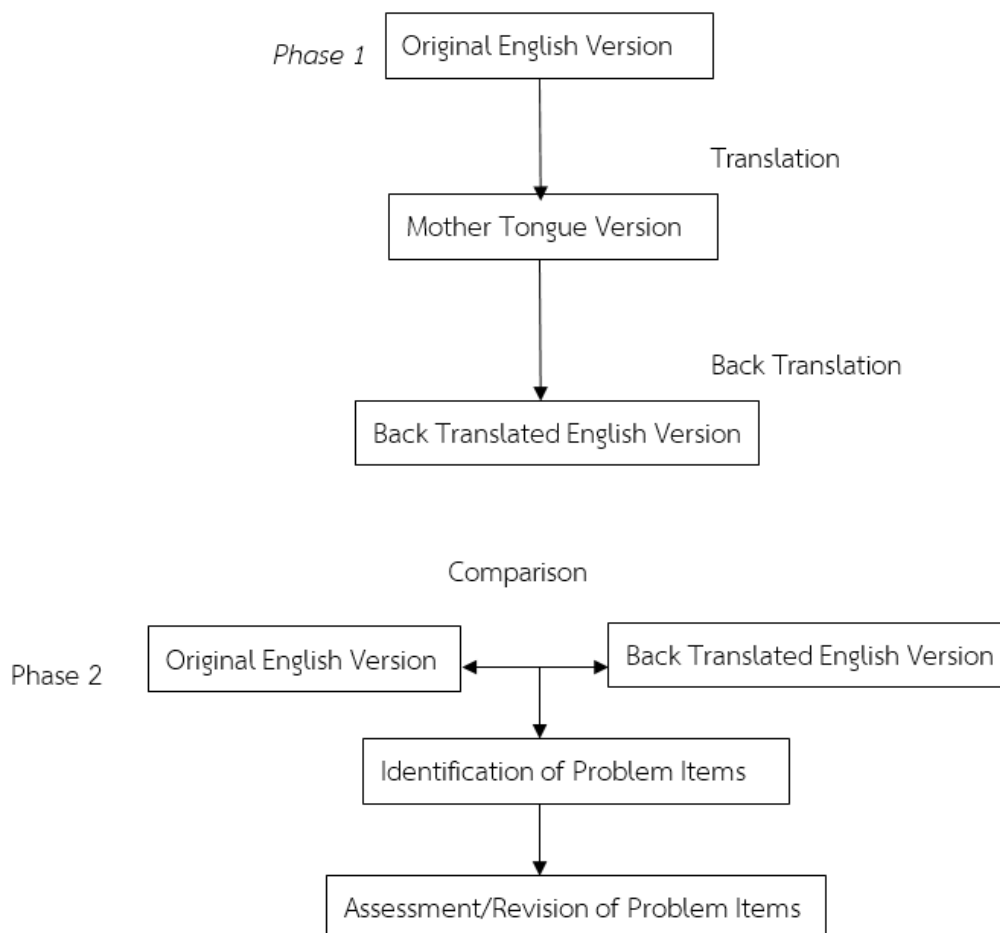 Phase 1
Original English Version
Translation
Mother Tongue Version
Back Translation
Back Translated English Version
Comparison
Phase 2
Original English Version
Back Translated English Version
Identification of Problem Items
Assessment/Revision of Problem Items